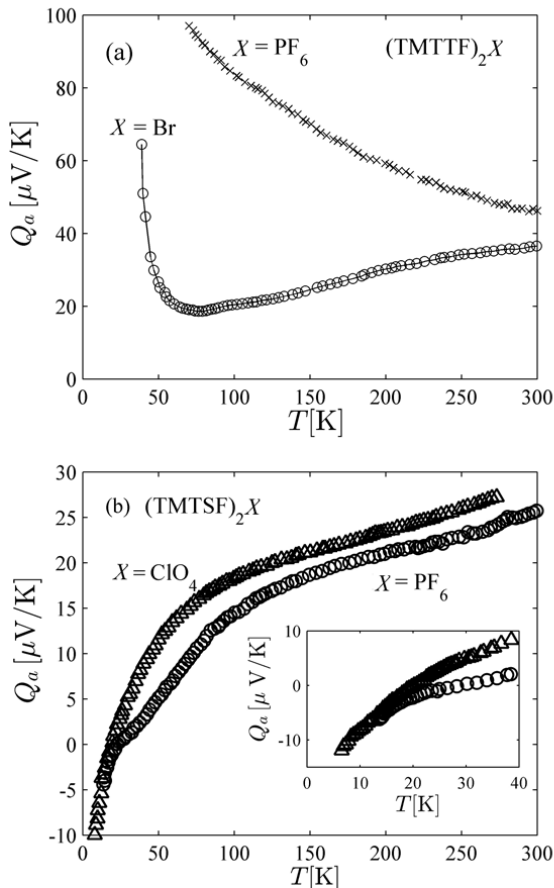 100
(a)
X = PF6
(TMTTF)2X
80
X = Br
60
Qa [μV/K]
40
20
0
0 50 100 150 200 250 300
T[K]
30
(b) (TMTSF)2X
25
20
X = ClO4
X = PF6
15
Qa [μV/K]
10
5
0
-5
-10
0 50 100 150 200 250 300
T[K]
10
0
-10
Qa [μ V/K]
0 10 20 30 40
T[K]